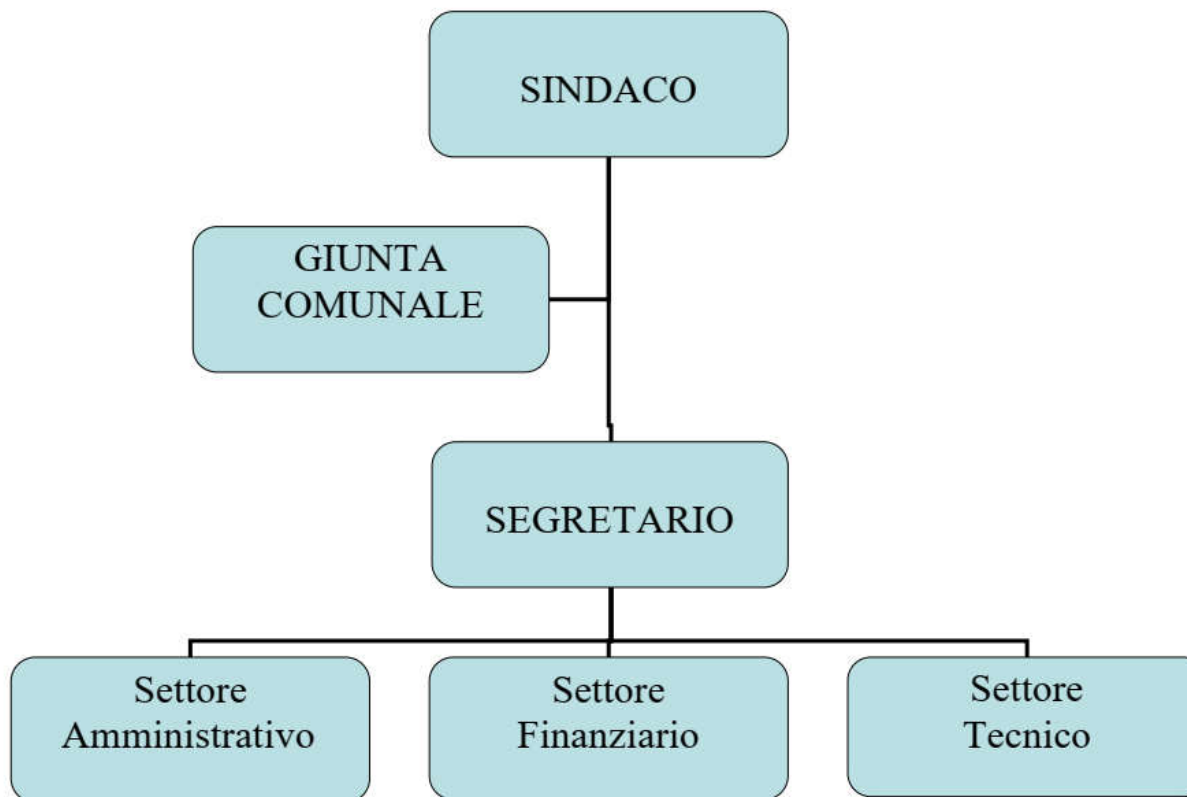 SINDACO
GIUNTA
COMUNALE
SEGRETARIO
Settore
Amministrativo
Settore
Finanziario
Settore
Tecnico